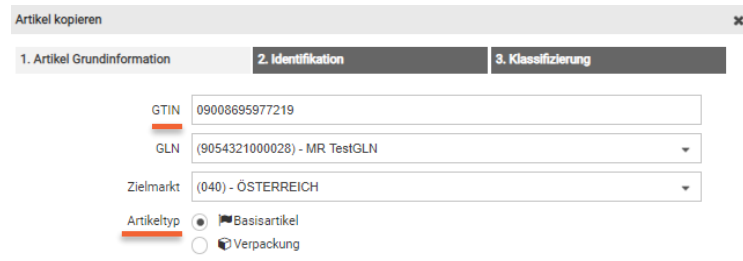 Artikel kopieren
1. Artikel Grundinformation 2. Identifikation 3. Klassifizierung
GTIN 09008695977219
GLN (9054321000028) - MR TestGLN
Zielmarkt (040) - ÖSTERREICH
Artikeltyp Basisartikel
Verpackung